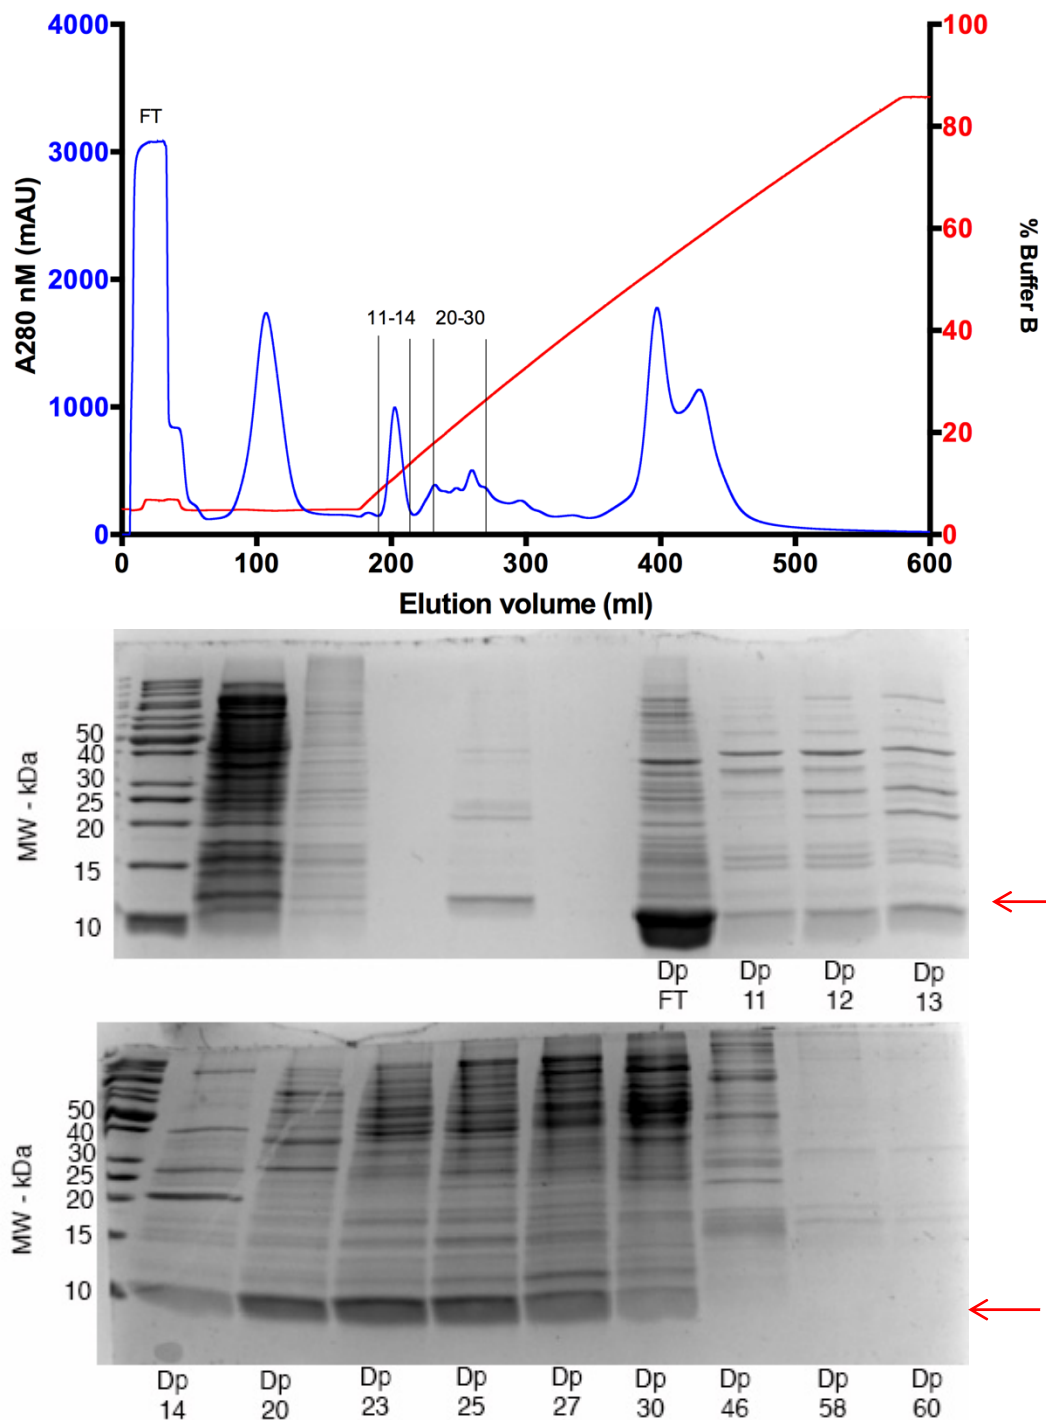 4000
3000
2000
1000
0
A280 nM (mAU)
FT
11-14
20-30
100
80
60
40
20
0
% Buffer B
0 100 200 300 400 500 600
Elution volume (ml)
MW - kDa
50
40
30
25
20
15
10
Dp Dp Dp Dp
FT 11 12 13
MW - kDa
50
40
30
25
20
15
10
Dp Dp Dp Dp Dp Dp Dp Dp Dp
14 20 23 25 27 30 46 58 60